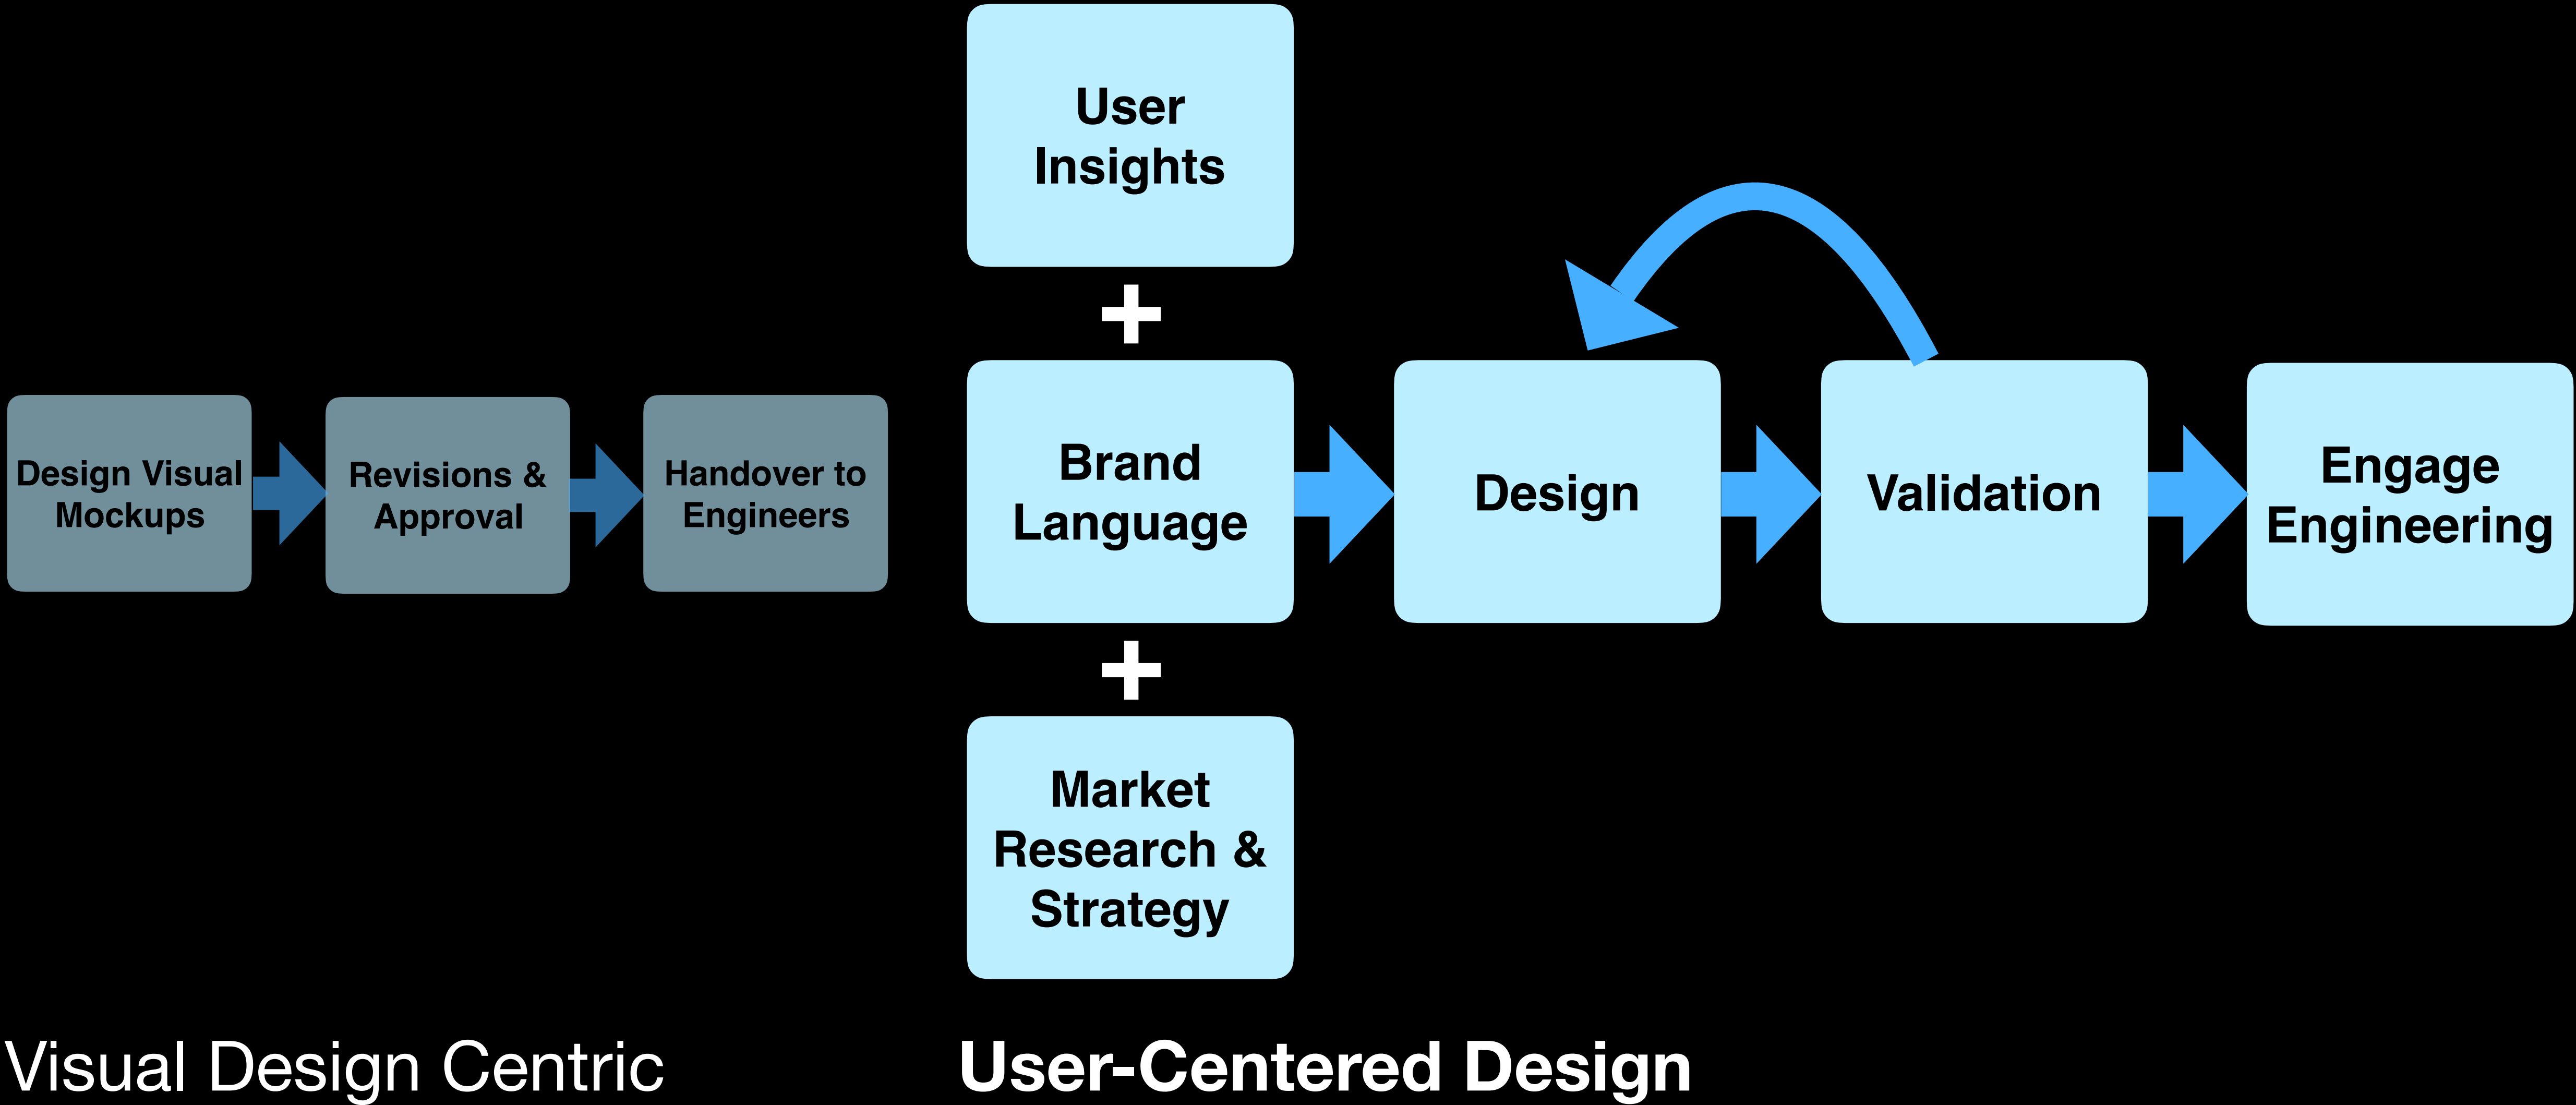 Design Visual
Mockups
Revisions &
Approval
Handover to
Engineers
Visual Design Centric
User
Insights
+
Brand
Language
+
Market
Research &
Strategy
Design
Validation
Engage
Engineering
User-Centered Design